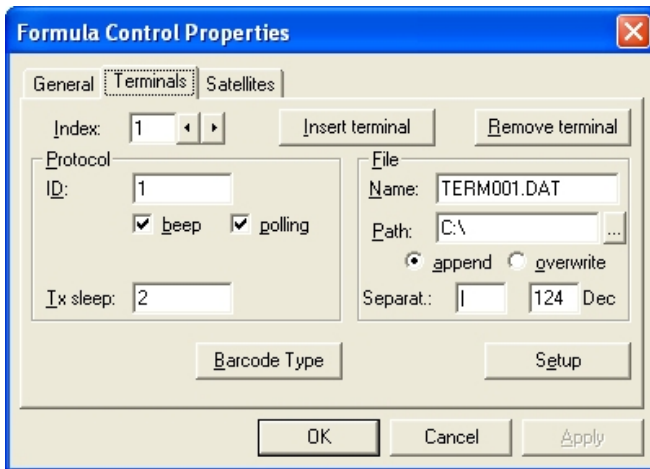 Formula Control Properties
General Terminals Satellites
Index: 1 Insert terminal Remove terminal
Protocol File
ID: 1 Name: TERM001.DAT
beep polling Path: C:\ ...
append overwrite
Tx sleep: 2 Separat.: | 124 Dec
Barcode Type Setup
OK Cancel Apply